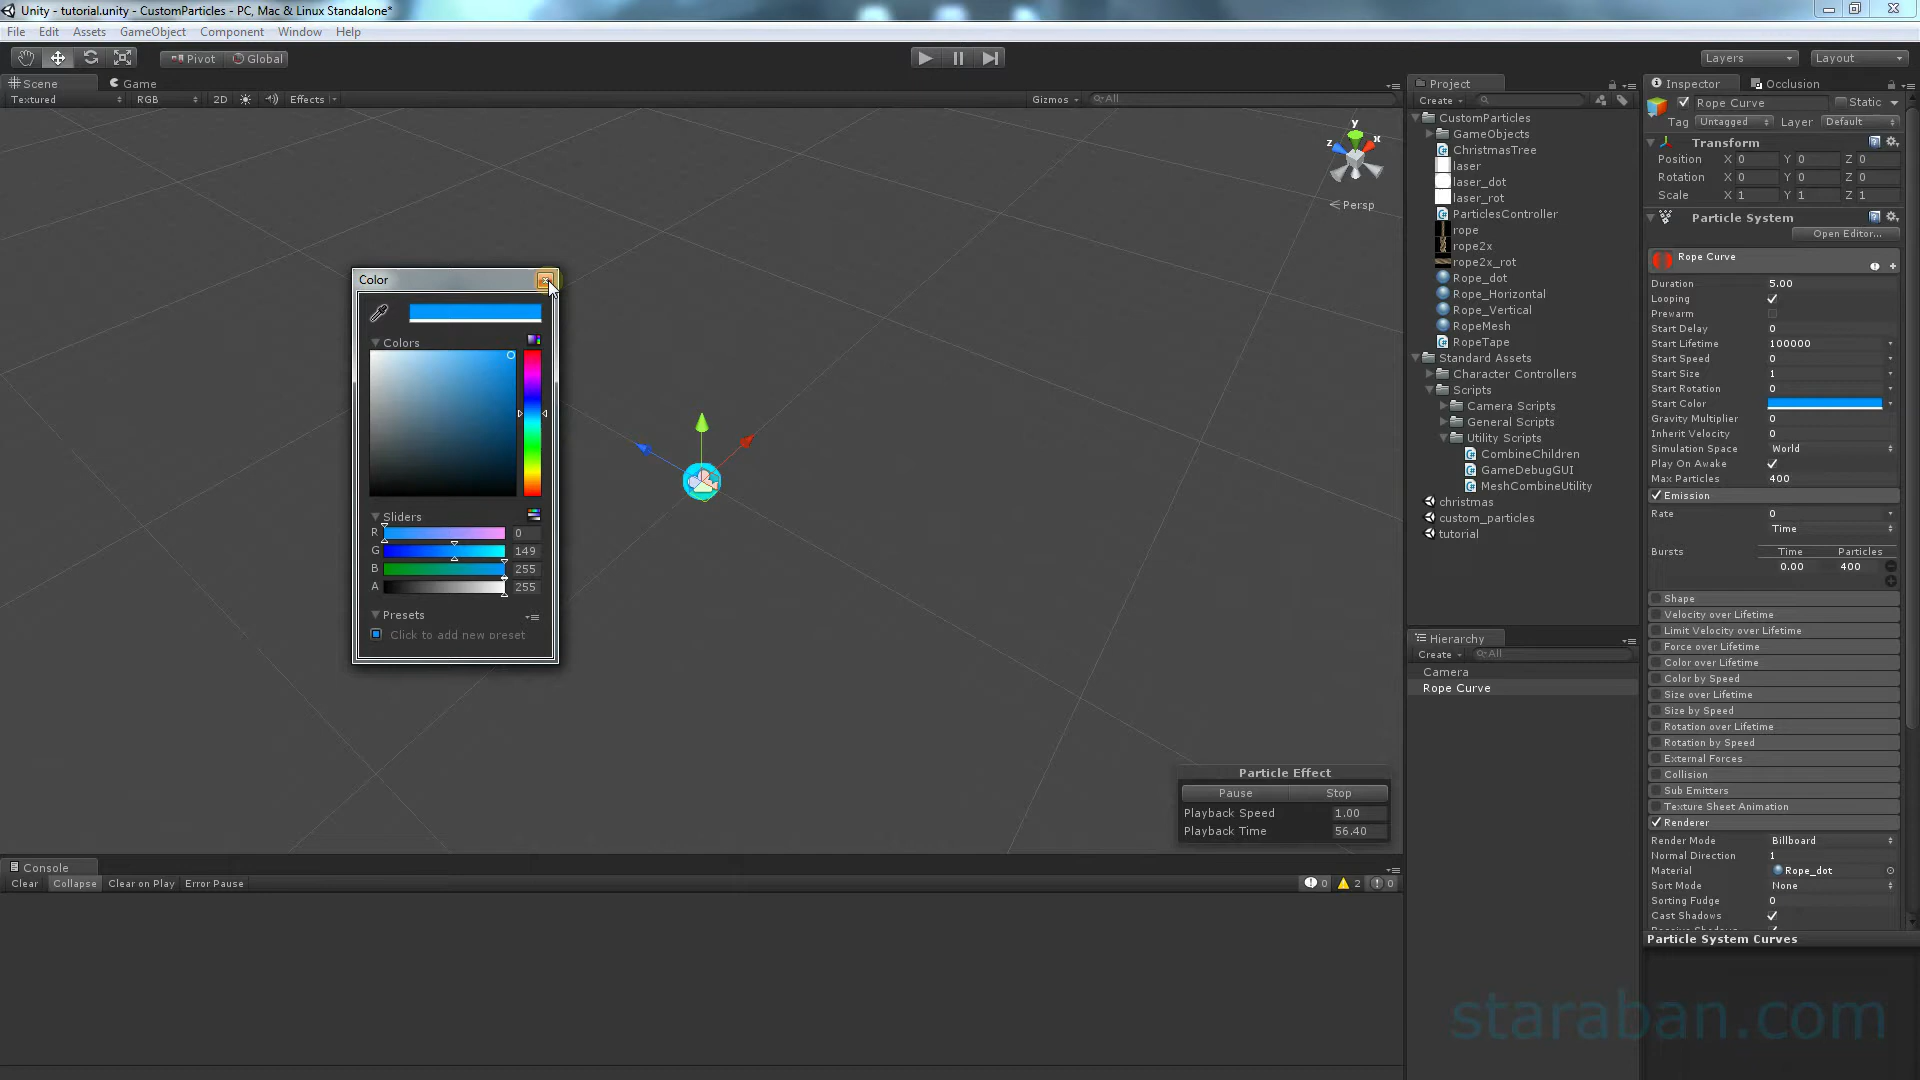 Unity - tutorial.unity - CustomParticles - PC, Mac & Linux Standalone*
File Edit Assets GameObject Component Window Help
Pivot Global Layers Layout
Scene Game
Textured RGB 2D Effects Gizmos All
y
z x
Persp
Color
Colors
Sliders
R 0
G 149
B 255
A 255
Presets
Click to add new preset
Particle Effect
Pause Stop
Playback Speed 1.00
Playback Time 56.40
Console
Clear Collapse Clear on Play Error Pause 0 2 0
Project
Create
CustomParticles
GameObjects
ChristmasTree
laser
laser_dot
laser_rot
ParticlesController
rope
rope2x
rope2x_rot
Rope_dot
Rope_Horizontal
Rope_Vertical
RopeMesh
RopeTape
Standard Assets
Character Controllers
Scripts
Camera Scripts
General Scripts
Utility Scripts
CombineChildren
GameDebugGUI
MeshCombineUtility
christmas
custom_particles
tutorial
Hierarchy
Create All
Camera
Rope Curve
Inspector Occlusion
Rope Curve Static
Tag Untagged Layer Default
Transform
Position X 0 Y 0 Z 0
Rotation X 0 Y 0 Z 0
Scale X 1 Y 1 Z 1
Particle System
Open Editor...
Rope Curve
Duration 5.00
Looping
Prewarm
Start Delay 0
Start Lifetime 100000
Start Speed 0
Start Size 1
Start Rotation 0
Start Color
Gravity Multiplier 0
Inherit Velocity 0
Simulation Space World
Play On Awake
Max Particles 400
Emission
Rate 0
Time
Bursts Time Particles
0.00 400
Shape
Velocity over Lifetime
Limit Velocity over Lifetime
Force over Lifetime
Color over Lifetime
Color by Speed
Size over Lifetime
Size by Speed
Rotation over Lifetime
Rotation by Speed
External Forces
Collision
Sub Emitters
Texture Sheet Animation
Renderer
Render Mode Billboard
Normal Direction 1
Material Rope_dot
Sort Mode None
Sorting Fudge 0
Cast Shadows
Particle System Curves
staraban.com